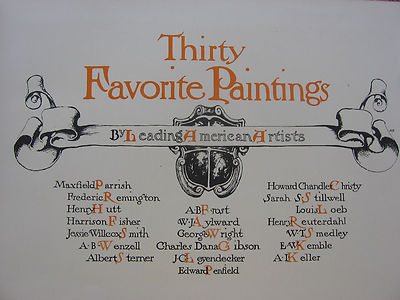 Thirty
Favorite Paintings
By Leading American Artists
Maxfield Parrish
Frederic Remington
Henry Hutt
Harrison Fisher
Jessie Willcox Smith
A·B·Wenzell
Albert Sterner
A·B·Frost
W·J·Aylward
George Wright
Charles Dana Gibson
J·C·Leyendecker
Edward Penfield
Howard Chandler Christy
Sarah S·Stillwell
Louis Loeb
Henry Reuterdahl
W·T·Smedley
E·W·Kemble
A·I·Keller